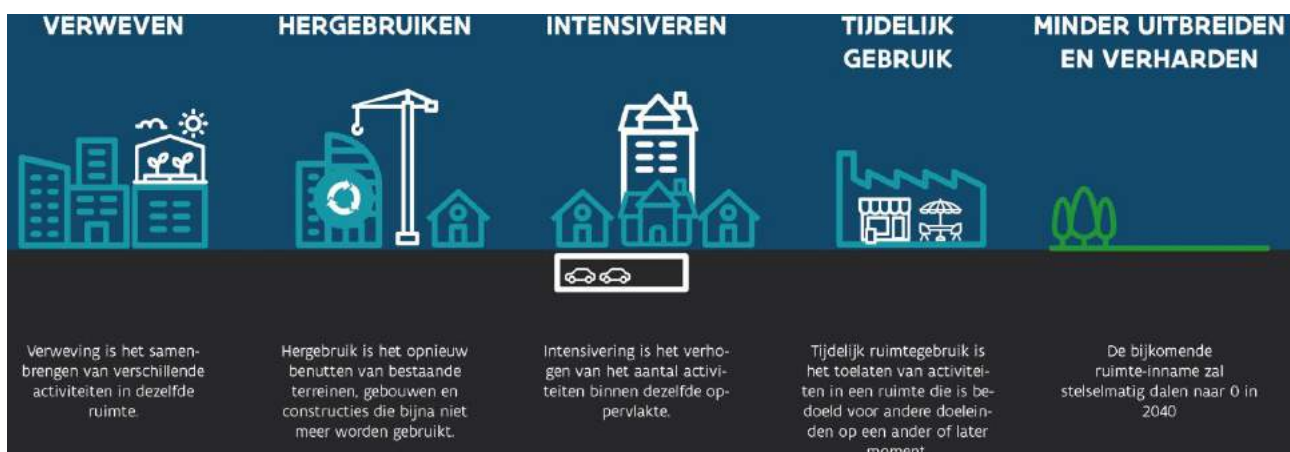 VERWEVEN
Verweving is het samen-
brengen van verschillende
activiteiten in dezelfde
ruimte.
HERGEBRUIKEN
Hergebruik is het opnieuw
benutten van bestaande
terreinen, gebouwen en
constructies die bijna niet
meer worden gebruikt.
INTENSIVEREN
Intensivering is het verho-
gen van het aantal activi-
teiten binnen dezelfde op-
pervlakte.
TIJDELIJK
GEBRUIK
Tijdelijk ruimtegebruik is
het toelaten van activitei-
ten in een ruimte die is be-
doeld voor andere doelein-
den op een ander of later
moment
MINDER UITBREIDEN
EN VERHARDEN
De bijkomende
ruimte-inname zal
stelselmatig dalen naar 0 in
2040